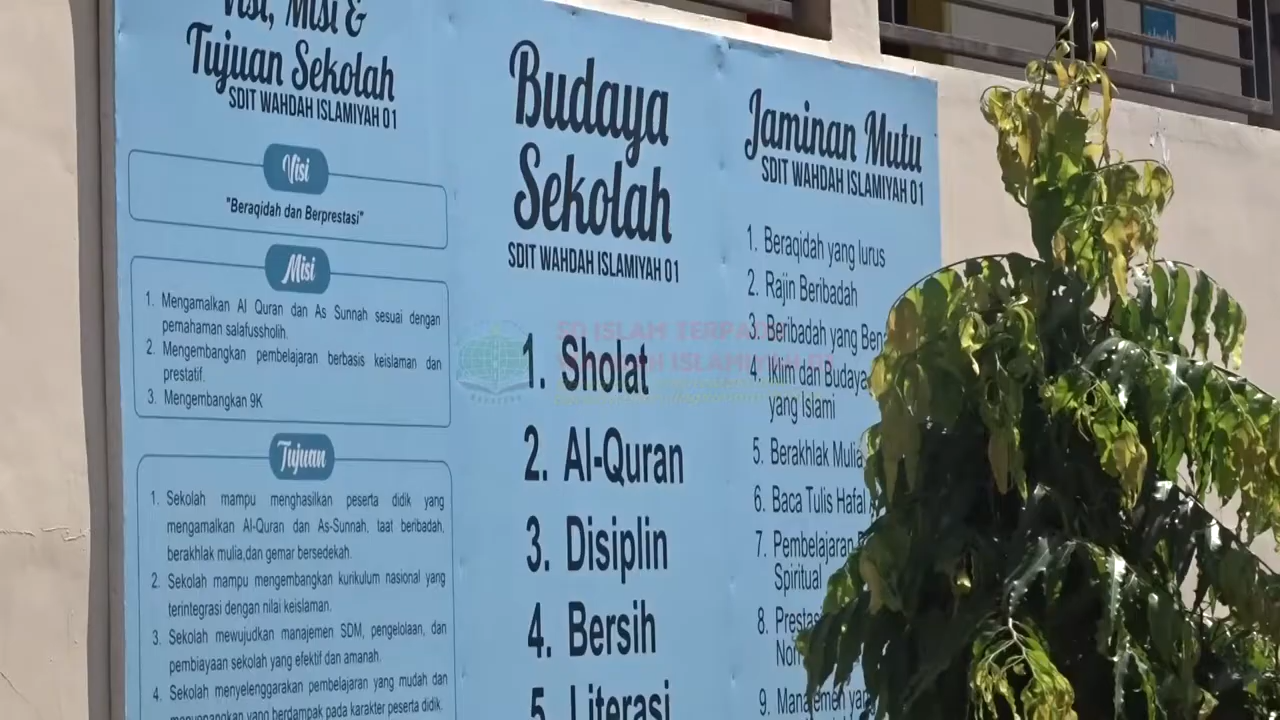 Visi, Misi &
Tujuan Sekolah
SDIT WAHDAH ISLAMIYAH 01
Visi
"Beraqidah dan Berprestasi"
Misi
1. Mengamalkan Al Quran dan As Sunnah sesuai dengan
pemahaman salafussholih.
2. Mengembangkan pembelajaran berbasis keislaman dan
prestatif.
3. Mengembangkan 9K
Tujuan
1. Sekolah mampu menghasilkan peserta didik yang
mengamalkan Al-Quran dan As-Sunnah, taat beribadah,
berakhlak mulia,dan gemar bersedekah.
2. Sekolah mampu mengembangkan kurikulum nasional yang
terintegrasi dengan nilai keislaman.
3. Sekolah mewujudkan manajemen SDM, pengelolaan, dan
pembiayaan sekolah yang efektif dan amanah.
4. Sekolah menyelenggarakan pembelajaran yang mudah dan
yang berdampak pada karakter peserta didik.
Budaya
Sekolah
SDIT WAHDAH ISLAMIYAH 01
1. Sholat
2. Al-Quran
3. Disiplin
4. Bersih
5. Literasi
Jaminan Mutu
SDIT WAHDAH ISLAMIYAH 01
1. Beraqidah yang lurus
2. Rajin Beribadah
3. Beribadah yang
4. Iklim dan Budaya
yang Islami
5. Berakhlak Mulia
6. Baca Tulis Hafal
7. Pembelajaran
Spiritual
8.
9.
SD ISLAM